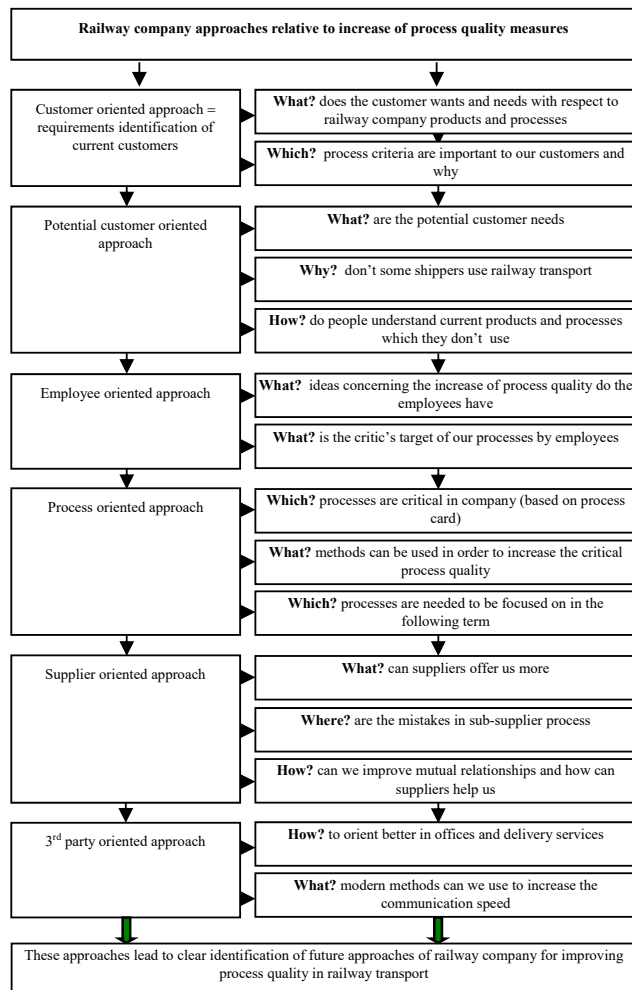 Railway company approaches relative to increase of process quality measures
Customer oriented approach =
requirements identification of
current customers
What? does the customer wants and needs with respect to
railway company products and processes
Which? process criteria are important to our customers and
why
Potential customer oriented
approach
What? are the potential customer needs
Why? don't some shippers use railway transport
How? do people understand current products and processes
which they don't use
Employee oriented approach
What? ideas concerning the increase of process quality do the
employees have
What? is the critic's target of our processes by employees
Process oriented approach
Which? processes are critical in company (based on process
card)
What? methods can be used in order to increase the critical
process quality
Which? processes are needed to be focused on in the
following term
Supplier oriented approach
What? can suppliers offer us more
Where? are the mistakes in sub-supplier process
How? can we improve mutual relationships and how can
suppliers help us
3rd party oriented approach
How? to orient better in offices and delivery services
What? modern methods can we use to increase the
communication speed
These approaches lead to clear identification of future approaches of railway company for improving
process quality in railway transport